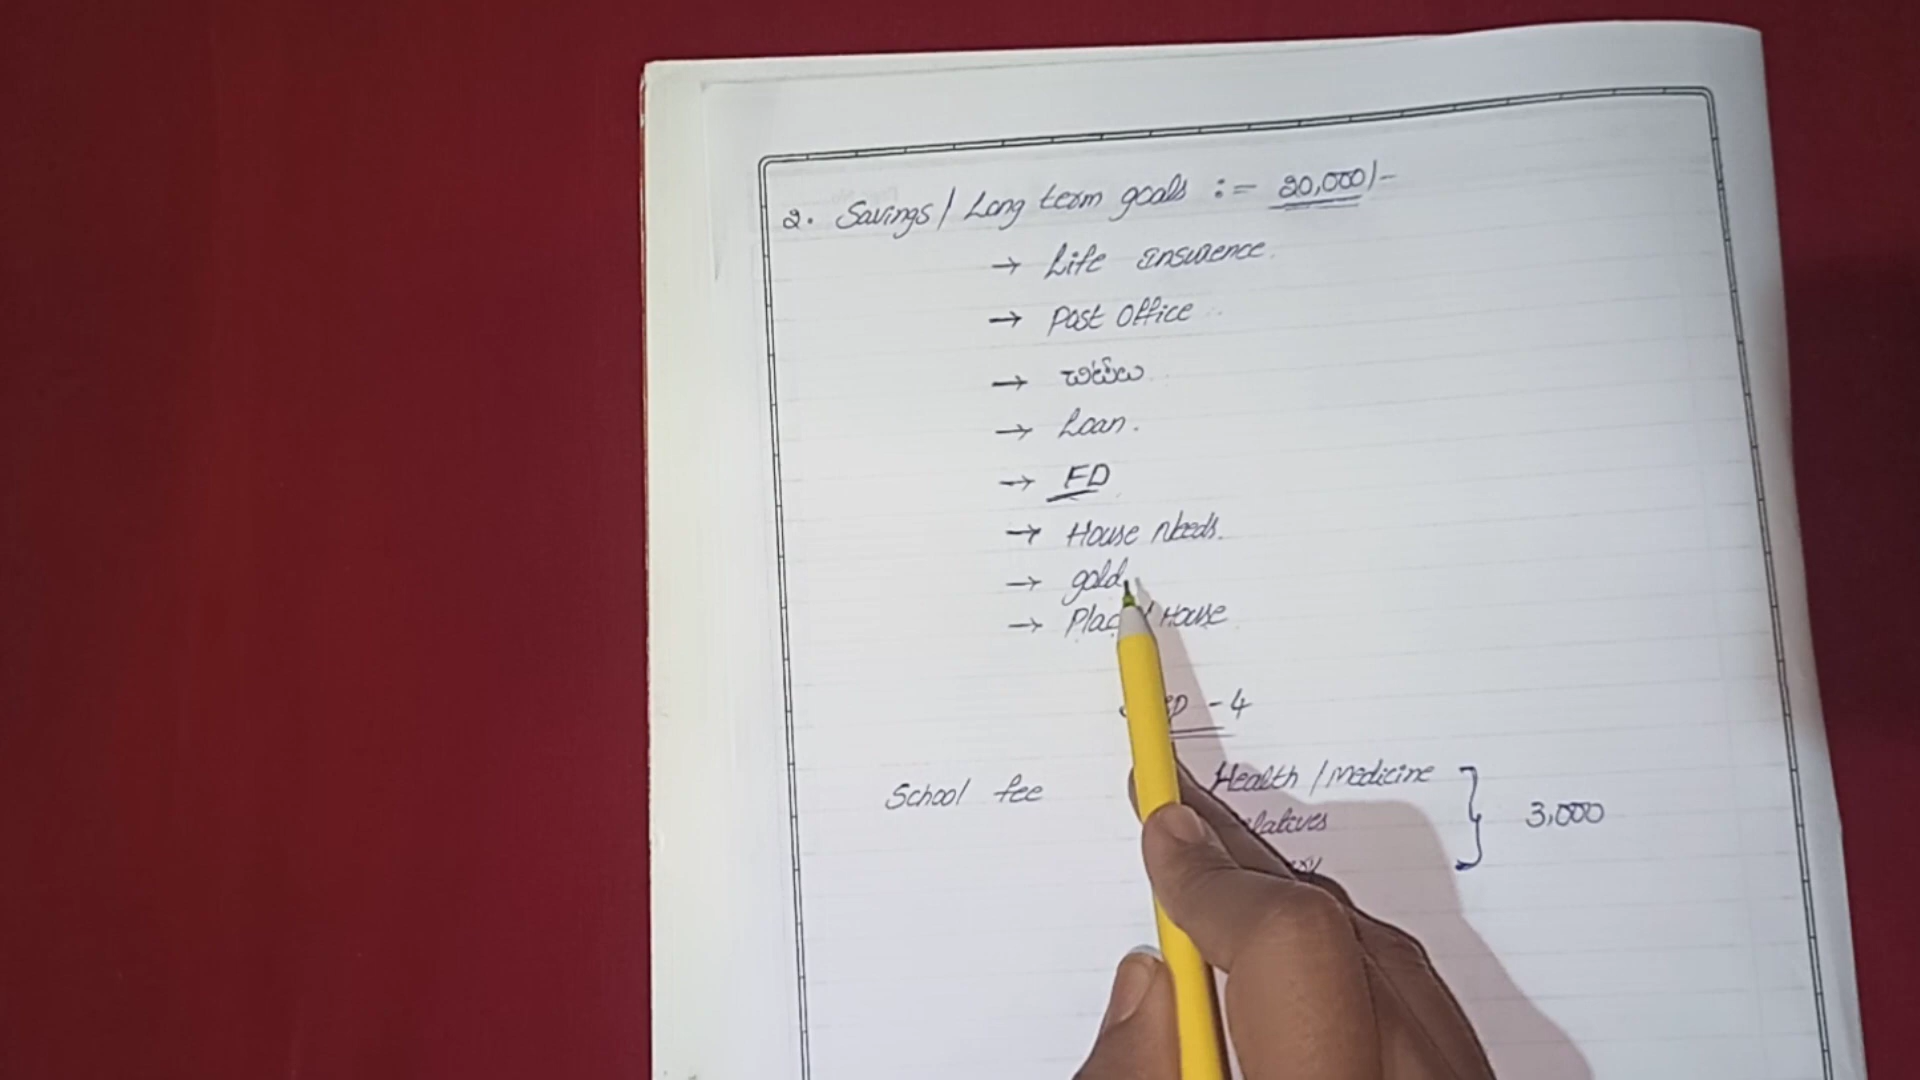 2. Savings / Long term goals :- 20,000/-
→ Life Insurence.
→ Post Office
→ చిట్టీలు
→ Loan.
→ FD
→ House Needs.
→ gold
→ House
- 4
School fee Health / Medicine
3,000